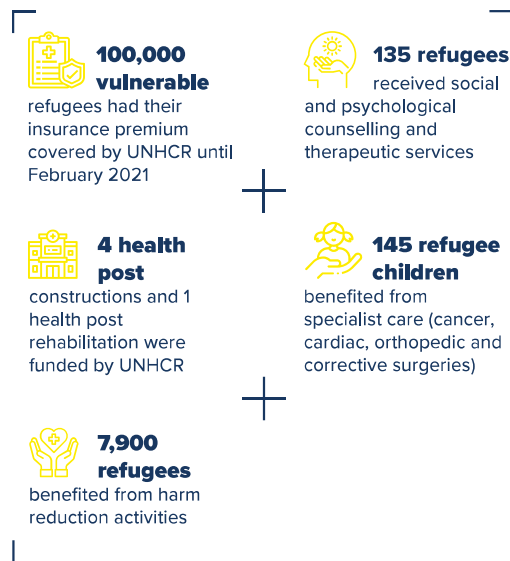 100,000
vulnerable
refugees had their
insurance premium
covered by UNHCR until
February 2021
135 refugees
received social
and psychological
counselling and
therapeutic services
4 health
post
constructions and 1
health post
rehabilitation were
funded by UNHCR
145 refugee
children
benefited from
specialist care (cancer,
cardiac, orthopedic and
corrective surgeries)
7,900
refugees
benefited from harm
reduction activities